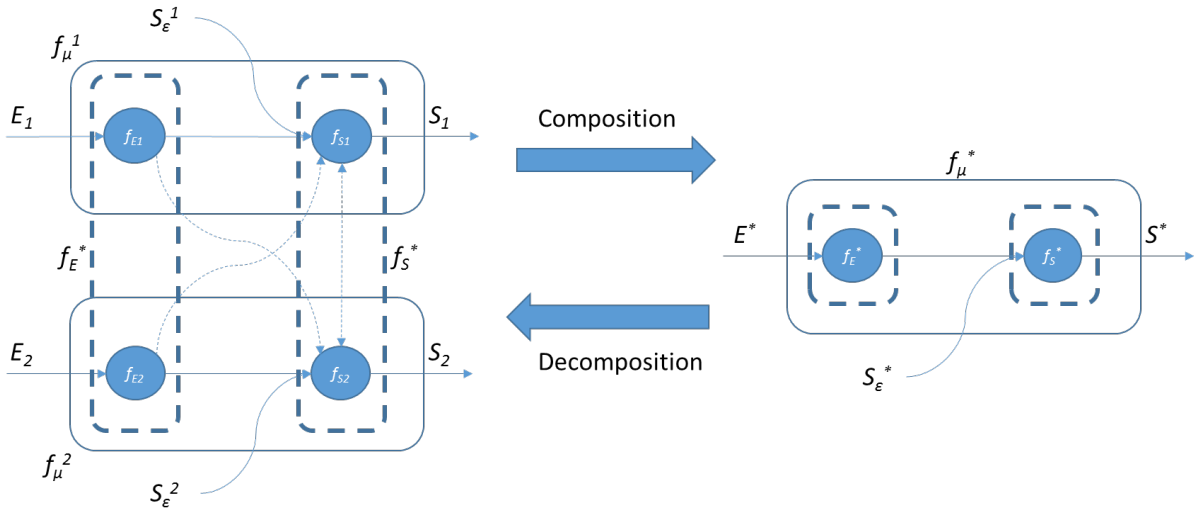 S_ε^1
f_μ^1
E_1
f_E1
f_S1
S_1
Composition
f_μ^*
f_E^*
f_S^*
E^*
f_E^*
f_S^*
S^*
E_2
f_E2
f_S2
S_2
Decomposition
S_ε^*
f_μ^2
S_ε^2